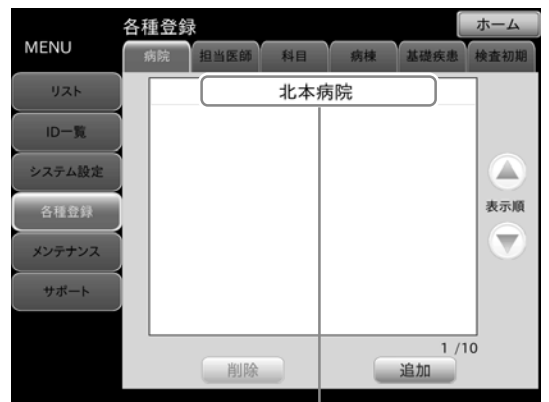 各種登録
ホーム
MENU
病院 担当医師 科目 病棟 基礎疾患 検査初期
リスト
ID一覧
システム設定
各種登録
メンテナンス
サポート
北本病院
表示順
1 /10
削除 追加